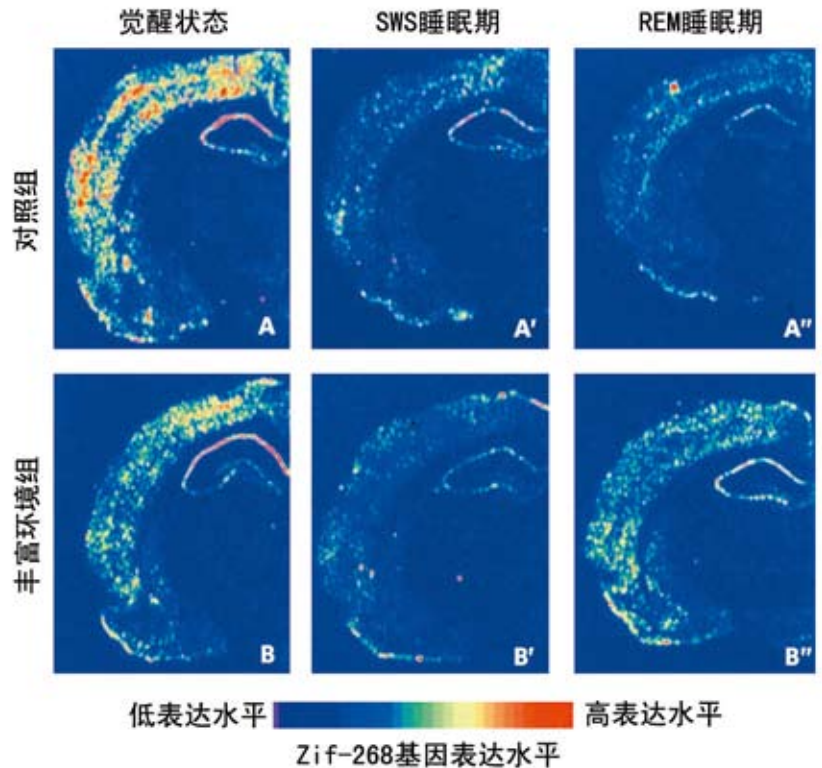 觉醒状态 SWS睡眠期 REM睡眠期
对照组
A A' A''
丰富环境组
B B' B''
低表达水平 高表达水平
Zif-268基因表达水平